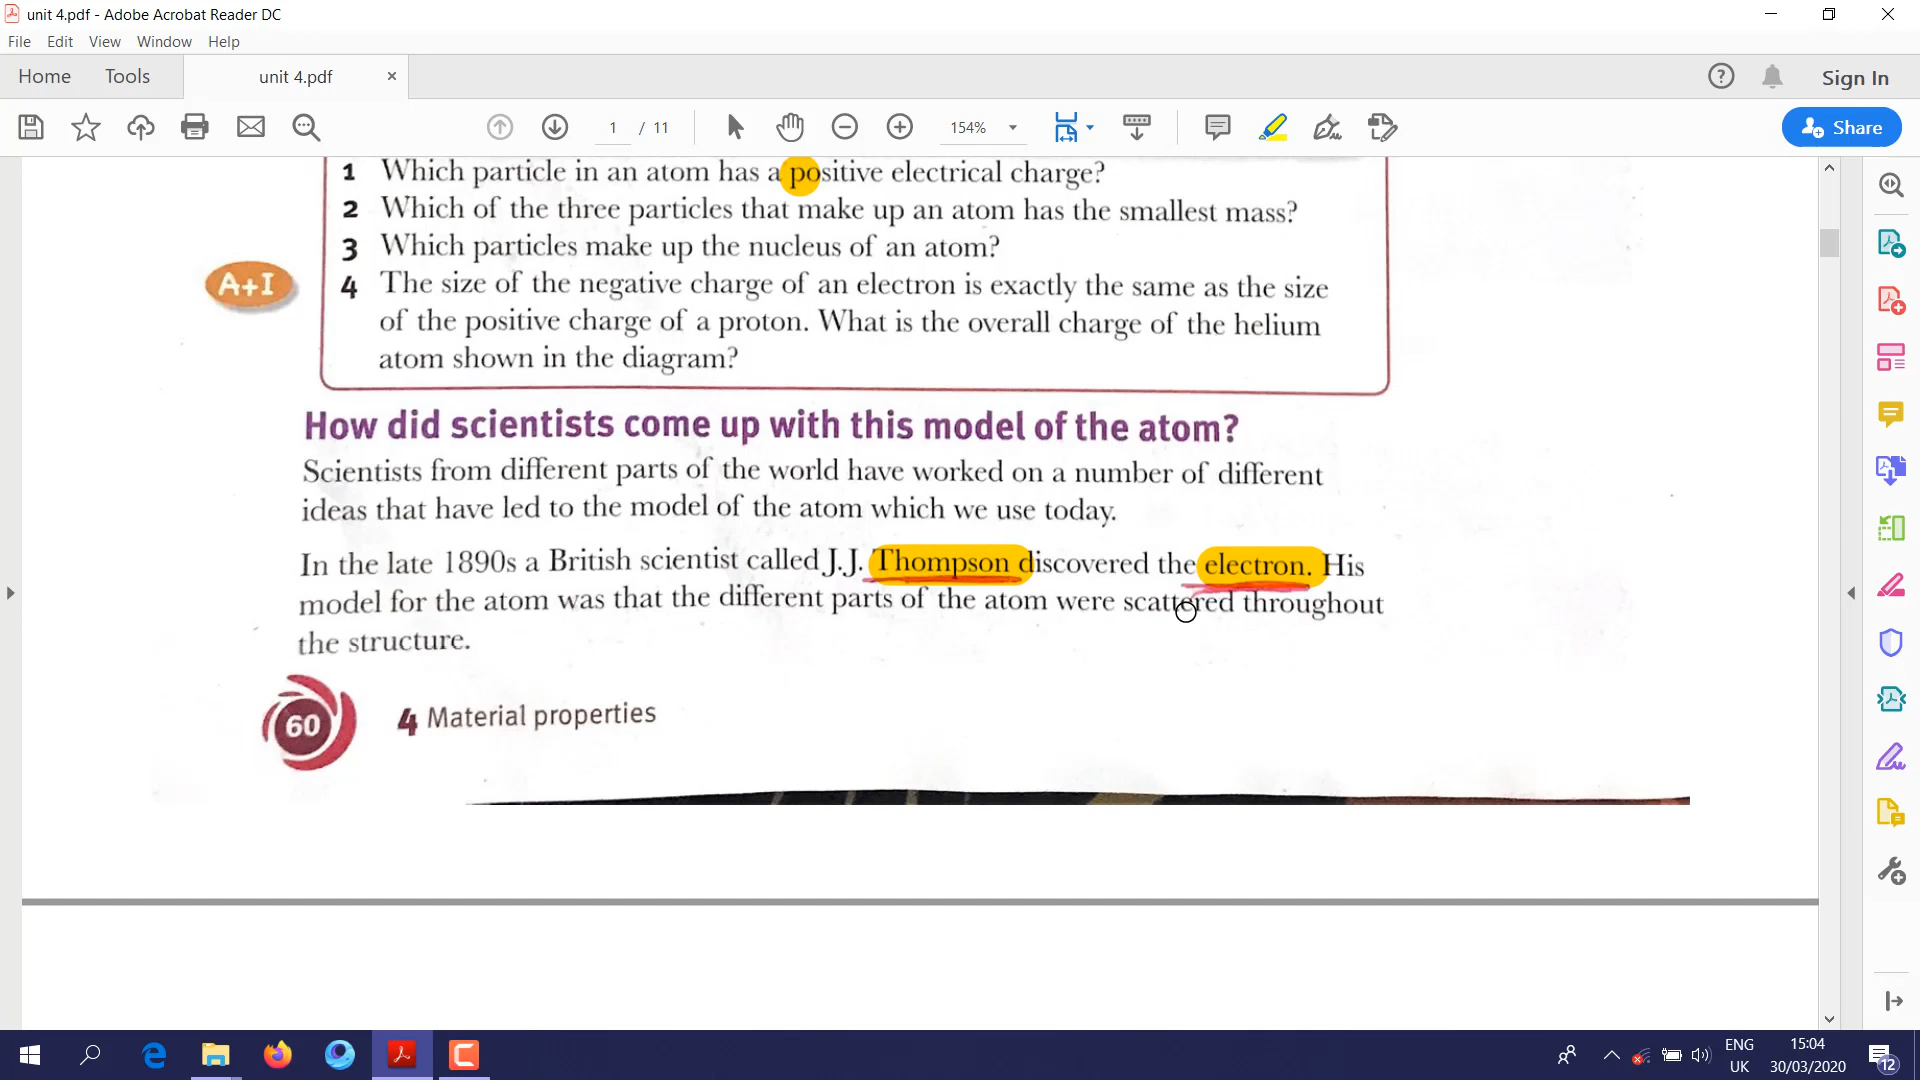 unit 4.pdf - Adobe Acrobat Reader DC
File Edit View Window Help
Home Tools unit 4.pdf × Sign In
1 / 11 154% Share
1 Which particle in an atom has a positive electrical charge?
2 Which of the three particles that make up an atom has the smallest mass?
3 Which particles make up the nucleus of an atom?
A+I
4 The size of the negative charge of an electron is exactly the same as the size
of the positive charge of a proton. What is the overall charge of the helium
atom shown in the diagram?
How did scientists come up with this model of the atom?
Scientists from different parts of the world have worked on a number of different
ideas that have led to the model of the atom which we use today.
In the late 1890s a British scientist called J.J. Thompson discovered the electron. His
model for the atom was that the different parts of the atom were scattered throughout
the structure.
60 4 Material properties
ENG 15:04
UK 30/03/2020 12